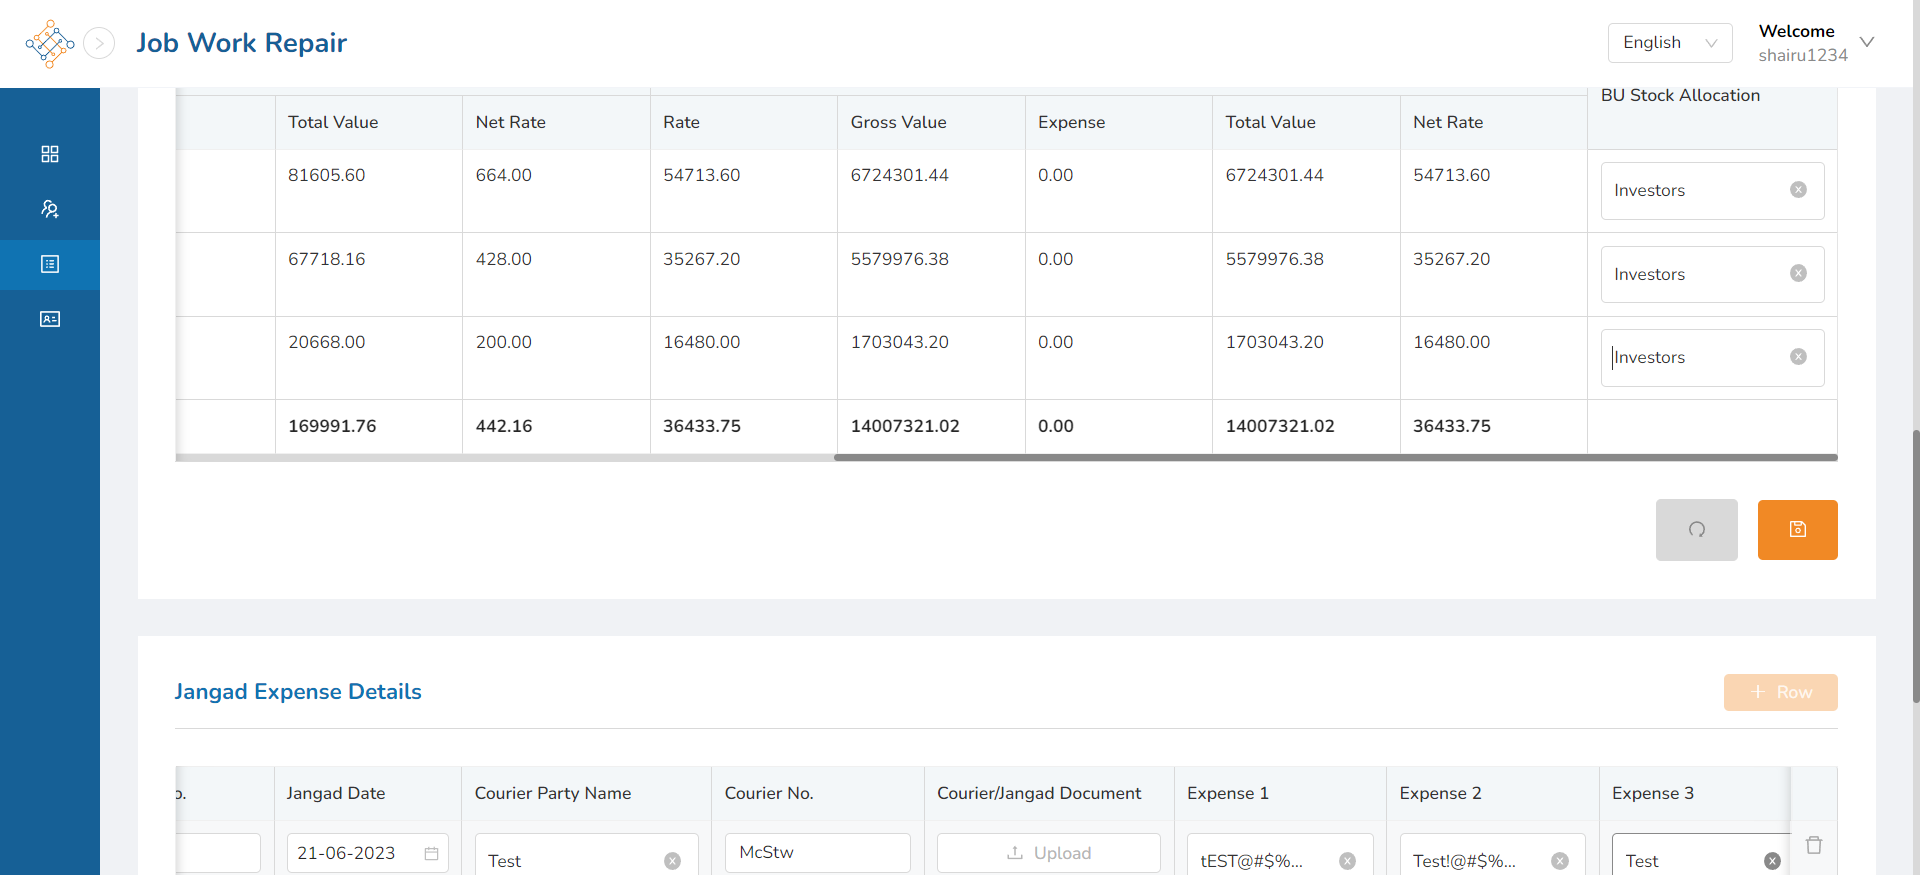 Job Work Repair
English
Welcome
shairu1234
BU Stock Allocation
Total Value Net Rate Rate Gross Value Expense Total Value Net Rate
81605.60 664.00 54713.60 6724301.44 0.00 6724301.44 54713.60 Investors
67718.16 428.00 35267.20 5579976.38 0.00 5579976.38 35267.20 Investors
20668.00 200.00 16480.00 1703043.20 0.00 1703043.20 16480.00 Investors
169991.76 442.16 36433.75 14007321.02 0.00 14007321.02 36433.75
Jangad Expense Details
+ Row
o. Jangad Date Courier Party Name Courier No. Courier/Jangad Document Expense 1 Expense 2 Expense 3
21-06-2023 Test McStw Upload tEST@#$%... Test!@#$%... Test